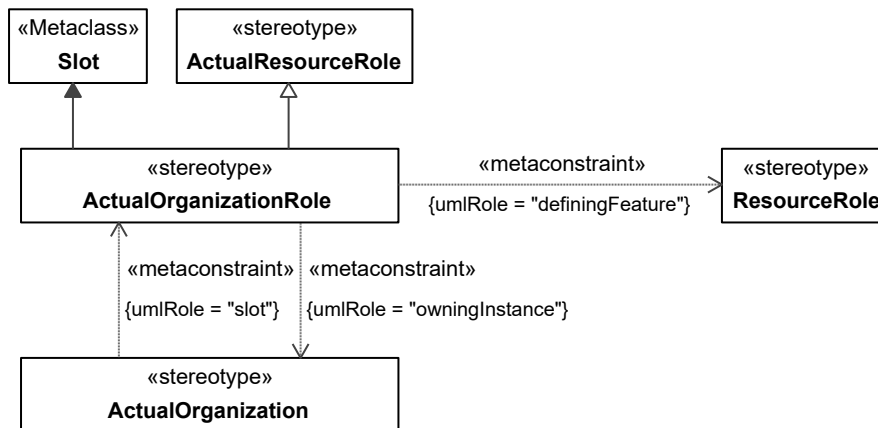 «Metaclass»
Slot
«stereotype»
ActualResourceRole
«stereotype»
ActualOrganizationRole
«metaconstraint»
{umlRole = "definingFeature"}
«stereotype»
ResourceRole
«metaconstraint»
{umlRole = "slot"}
«metaconstraint»
{umlRole = "owningInstance"}
«stereotype»
ActualOrganization